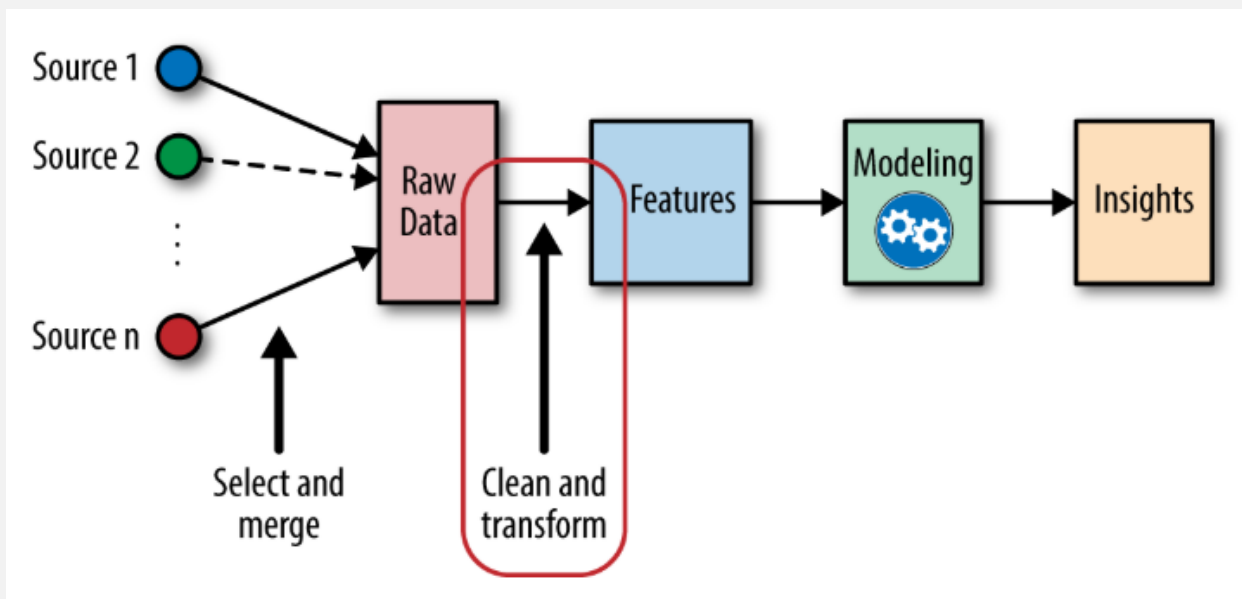 Source 1
Source 2
Source n
Select and
merge
Raw
Data
Clean and
transform
Features
Modeling
Insights